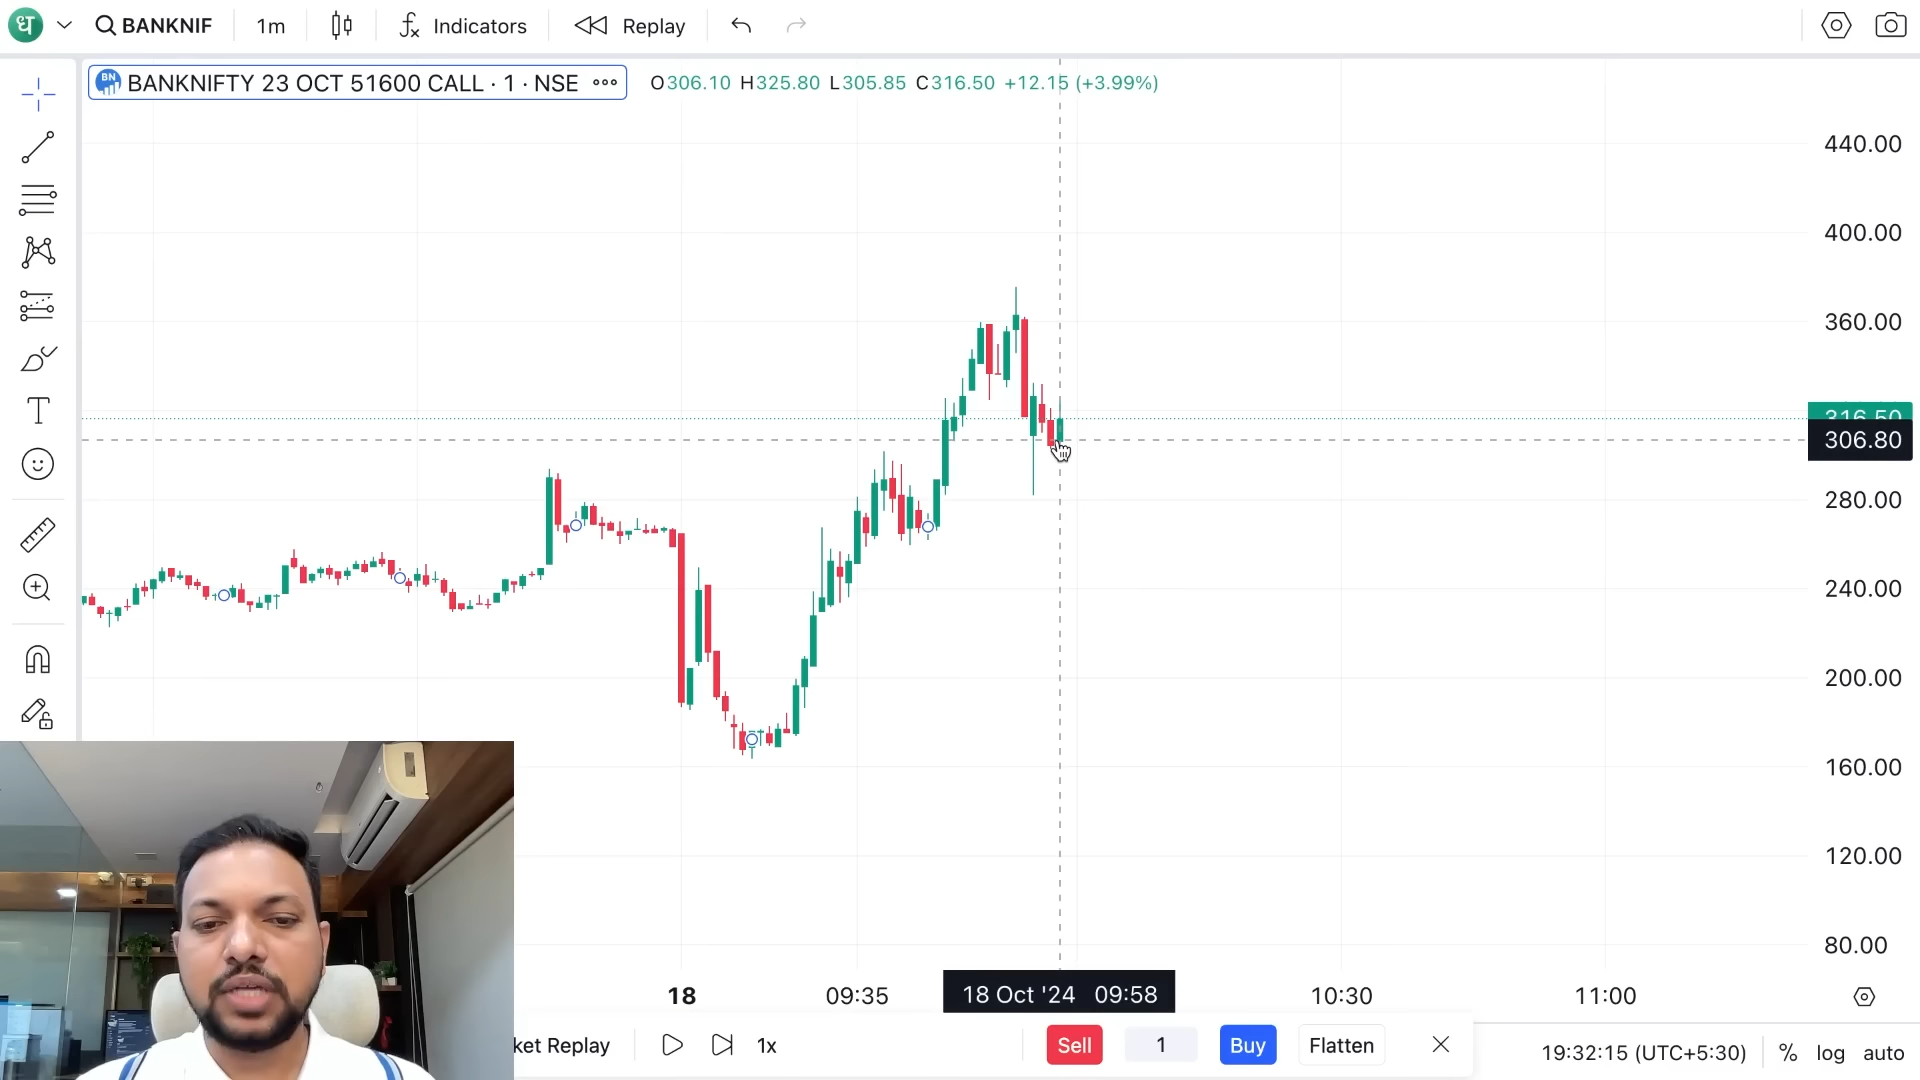 ध BANKNIF 1m Indicators Replay
BN BANKNIFTY 23 OCT 51600 CALL · 1 · NSE O306.10 H325.80 L305.85 C316.50 +12.15 (+3.99%)
440.00
400.00
360.00
316.50
306.80
280.00
240.00
200.00
160.00
120.00
80.00
18 09:35 18 Oct '24 09:58 10:30 11:00
ket Replay 1x Sell 1 Buy Flatten 19:32:15 (UTC+5:30) % log auto